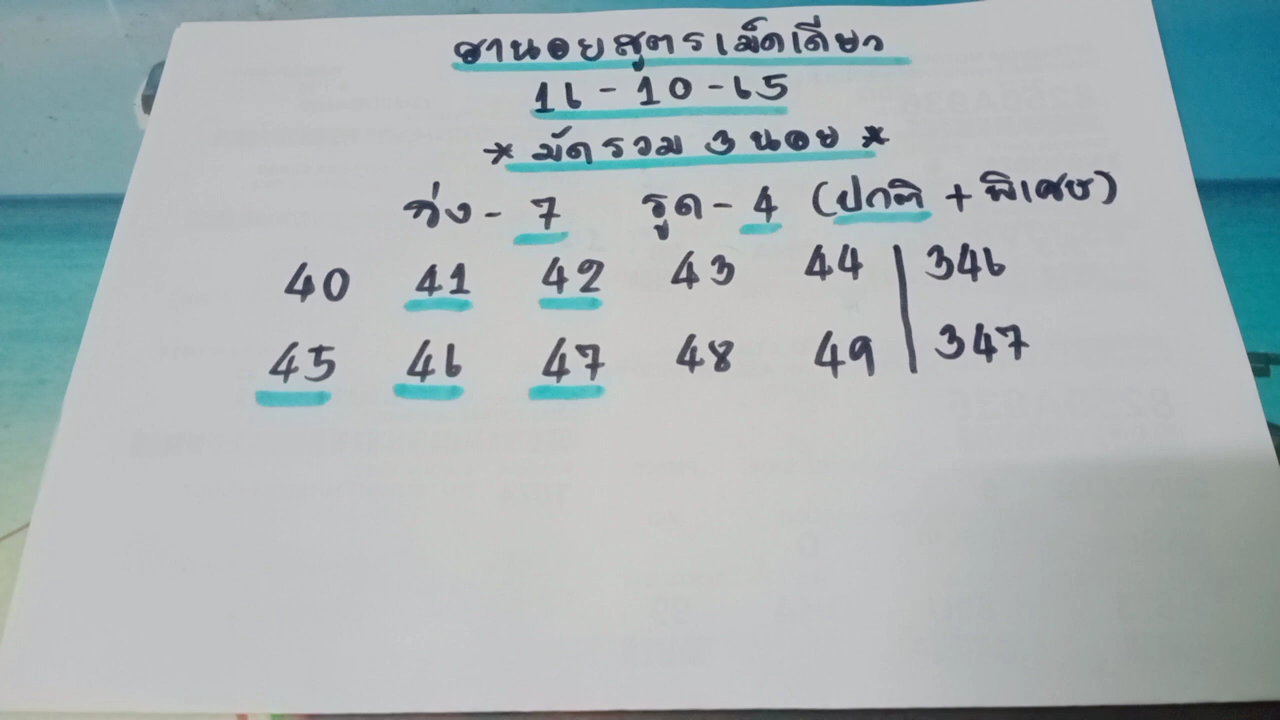 ฮานอยสูตรเม็ดเดียว
16-10-65
*มัดรวม 3 นอย*
วิ่ง-7 รูด-4 (ปกติ+พิเศษ)
40 41 42 43 44 | 346
45 46 47 48 49 | 347